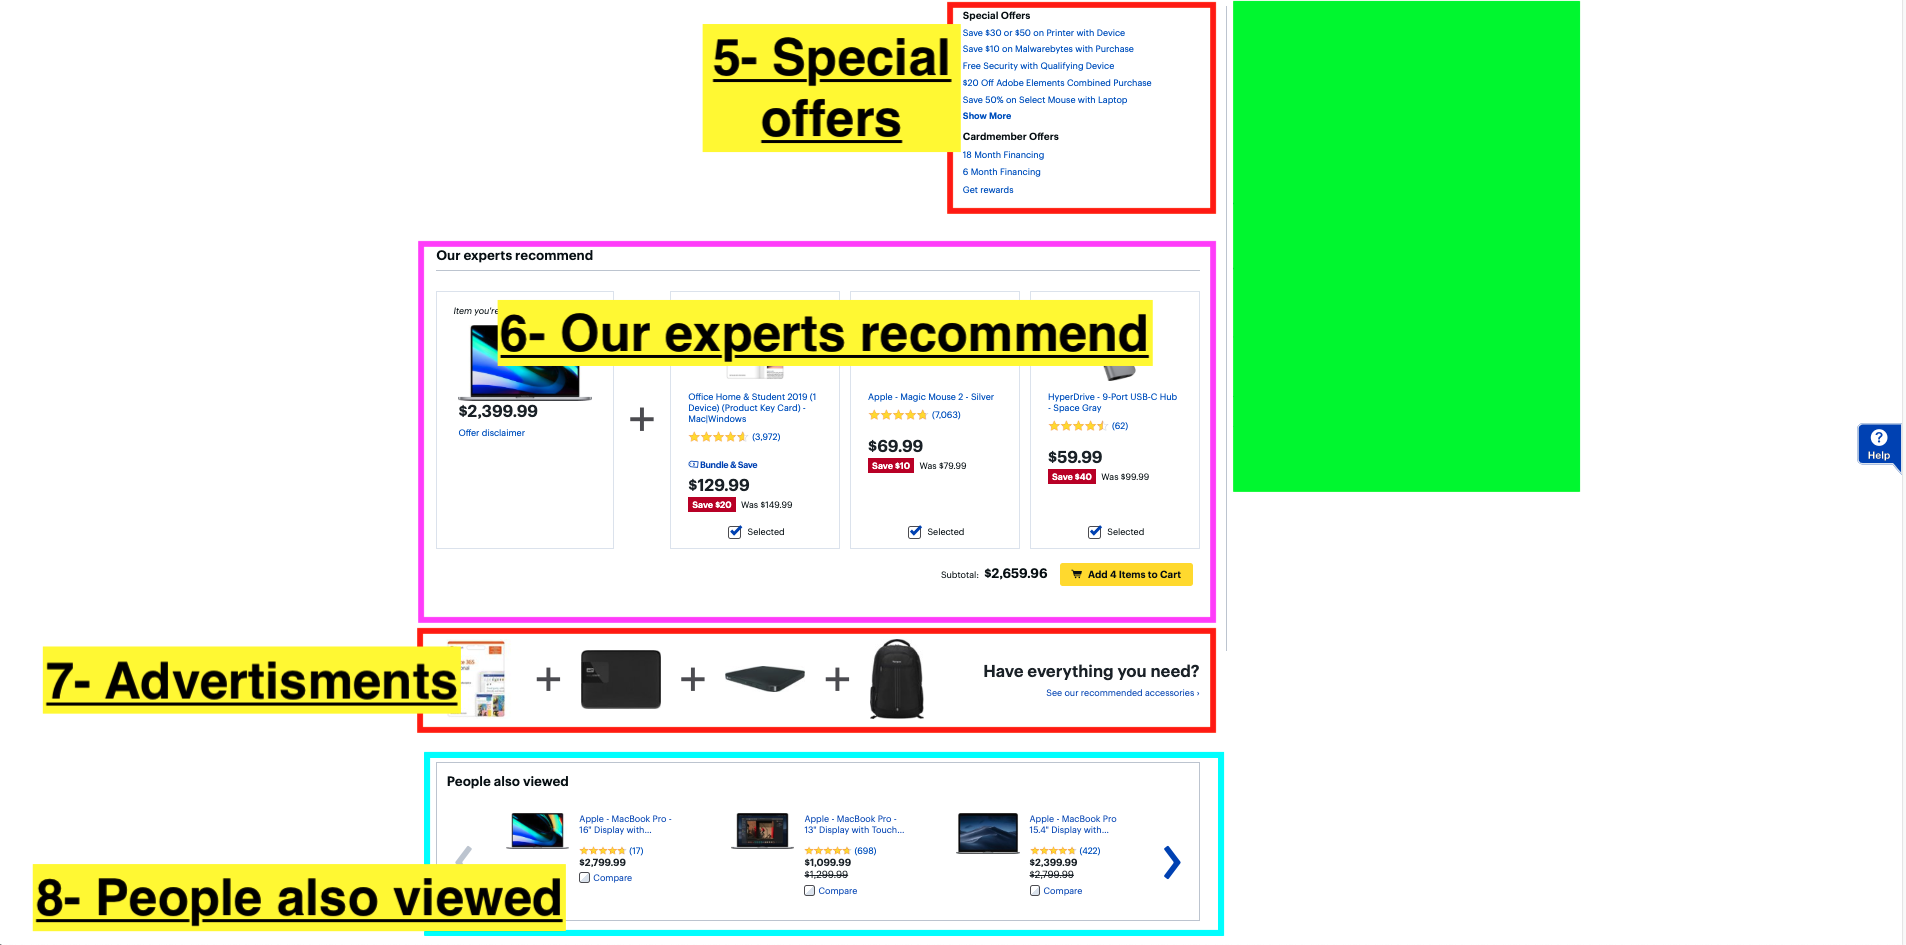 5- Special
offers
Special Offers
Save $30 or $50 on Printer with Device
Save $10 on Malwarebytes with Purchase
Free Security with Qualifying Device
$20 Off Adobe Elements Combined Purchase
Save 50% on Select Mouse with Laptop
Show More
Cardmember Offers
18 Month Financing
6 Month Financing
Get rewards
Our experts recommend
6- Our experts recommend
Item you're
$2,399.99
Offer disclaimer
Office Home & Student 2019 (1
Device) (Product Key Card) -
Mac|Windows
(3,972)
Bundle & Save
$129.99
Save $20 Was $149.99
Selected
Apple - Magic Mouse 2 - Silver
(7,063)
$69.99
Save $10 Was $79.99
Selected
HyperDrive - 9-Port USB-C Hub
- Space Gray
(62)
$59.99
Save $40 Was $99.99
Selected
Subtotal: $2,659.96 Add 4 Items to Cart
?
Help
7- Advertisments
Have everything you need?
See our recommended accessories ›
People also viewed
Apple - MacBook Pro -
16" Display with...
(17)
$2,799.99
Compare
Apple - MacBook Pro -
13" Display with Touch...
(698)
$1,099.99
$1,299.99
Compare
Apple - MacBook Pro
15.4" Display with...
(422)
$2,399.99
$2,799.99
Compare
8- People also viewed